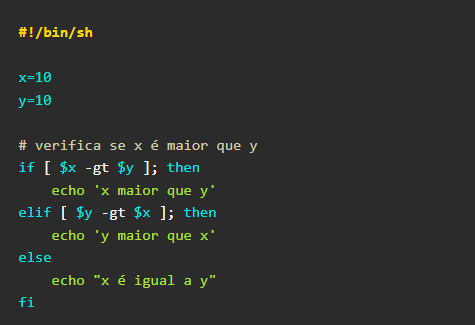 #!/bin/sh
x=10
y=10
# verifica se x é maior que y
if [ $x -gt $y ]; then
    echo 'x maior que y'
elif [ $y -gt $x ]; then
    echo 'y maior que x'
else
    echo "x é igual a y"
fi